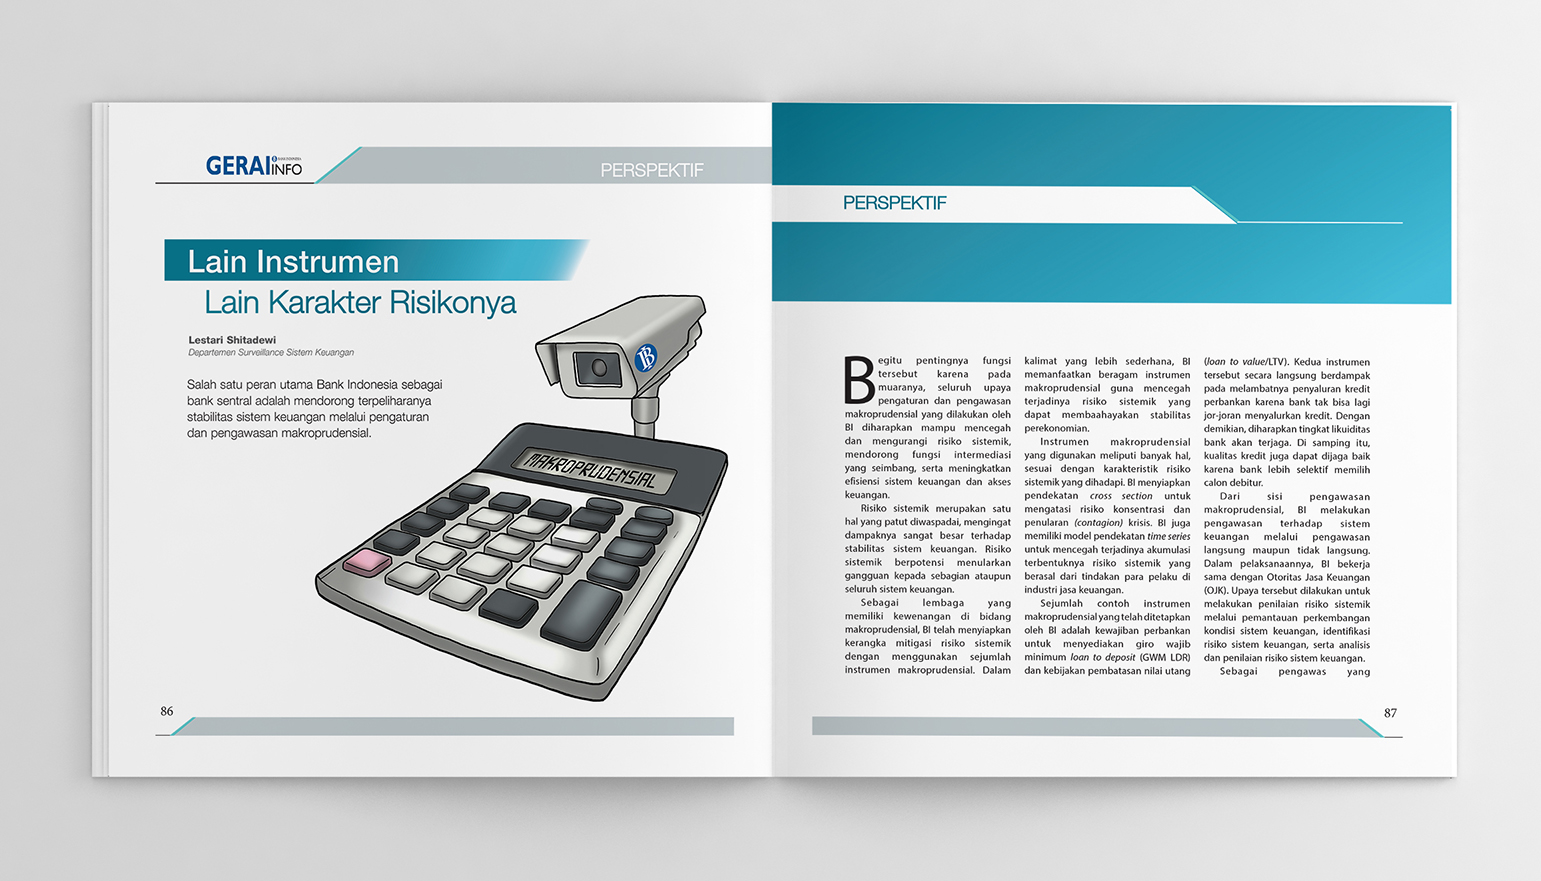 GERAI
BANK INDONESIA
INFO
PERSPEKTIF
Lain Instrumen
Lain Karakter Risikonya
Lestari Shitadewi
Departemen Surveillance Sistem Keuangan
Salah satu peran utama Bank Indonesia sebagai
bank sentral adalah mendorong terpeliharanya
stabilitas sistem keuangan melalui pengaturan
dan pengawasan makroprudensial.
MAKROPRUDENSIAL
86
PERSPEKTIF
Begitu pentingnya fungsi
tersebut karena pada
muaranya, seluruh upaya
pengaturan dan pengawasan
makroprudensial yang dilakukan oleh
BI diharapkan mampu mencegah
dan mengurangi risiko sistemik,
mendorong fungsi intermediasi
yang seimbang, serta meningkatkan
efisiensi sistem keuangan dan akses
keuangan.
Risiko sistemik merupakan satu
hal yang patut diwaspadai, mengingat
dampaknya sangat besar terhadap
stabilitas sistem keuangan. Risiko
sistemik berpotensi menularkan
gangguan kepada sebagian ataupun
seluruh sistem keuangan.
Sebagai lembaga yang
memiliki kewenangan di bidang
makroprudensial, BI telah menyiapkan
kerangka mitigasi risiko sistemik
dengan menggunakan sejumlah
instrumen makroprudensial. Dalam
kalimat yang lebih sederhana, BI
memanfaatkan beragam instrumen
makroprudensial guna mencegah
terjadinya risiko sistemik yang
dapat membaahayakan stabilitas
perekonomian.
Instrumen makroprudensial
yang digunakan meliputi banyak hal,
sesuai dengan karakteristik risiko
sistemik yang dihadapi. BI menyiapkan
pendekatan cross section untuk
mengatasi risiko konsentrasi dan
penularan (contagion) krisis. BI juga
memiliki model pendekatan time series
untuk mencegah terjadinya akumulasi
terbentuknya risiko sistemik yang
berasal dari tindakan para pelaku di
industri jasa keuangan.
Sejumlah contoh instrumen
makroprudensial yang telah ditetapkan
oleh BI adalah kewajiban perbankan
untuk menyediakan giro wajib
minimum loan to deposit (GWM LDR)
dan kebijakan pembatasan nilai utang
(loan to value/LTV). Kedua instrumen
tersebut secara langsung berdampak
pada melambatnya penyaluran kredit
perbankan karena bank tak bisa lagi
jor-joran menyalurkan kredit. Dengan
demikian, diharapkan tingkat likuiditas
bank akan terjaga. Di samping itu,
kualitas kredit juga dapat dijaga baik
karena bank lebih selektif memilih
calon debitur.
Dari sisi pengawasan
makroprudensial, BI melakukan
pengawasan terhadap sistem
keuangan melalui pengawasan
langsung maupun tidak langsung.
Dalam pelaksanaannya, BI bekerja
sama dengan Otoritas Jasa Keuangan
(OJK). Upaya tersebut dilakukan untuk
melakukan penilaian risiko sistemik
melalui pemantauan perkembangan
kondisi sistem keuangan, identifikasi
risiko sistem keuangan, serta analisis
dan penilaian risiko sistem keuangan.
Sebagai pengawas yang
87